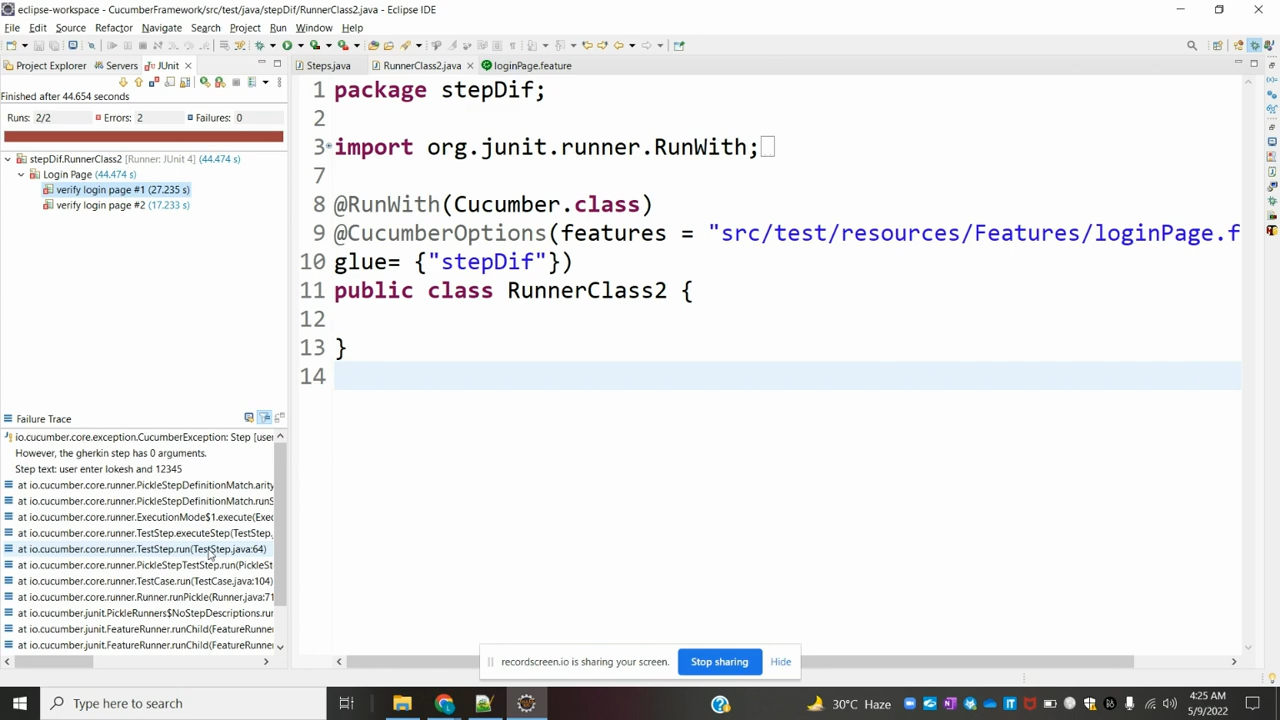 eclipse-workspace - CucumberFramework/src/test/java/stepDif/RunnerClass2.java - Eclipse IDE
File Edit Source Refactor Navigate Search Project Run Window Help
Project Explorer Servers JUnit
Steps.java RunnerClass2.java loginPage.feature
Finished after 44.654 seconds
Runs: 2/2 Errors: 2 Failures: 0
stepDif.RunnerClass2 [Runner: JUnit 4] (44.474 s)
Login Page (44.474 s)
verify login page #1 (27.235 s)
verify login page #2 (17.233 s)
1 package stepDif;
2
3 import org.junit.runner.RunWith;
7
8 @RunWith(Cucumber.class)
9 @CucumberOptions(features = "src/test/resources/Features/loginPage.f
10 glue= {"stepDif"})
11 public class RunnerClass2 {
12
13 }
14
Failure Trace
io.cucumber.core.exception.CucumberException: Step [use
However, the gherkin step has 0 arguments.
Step text: user enter lokesh and 12345
at io.cucumber.core.runner.PickleStepDefinitionMatch.arity
at io.cucumber.core.runner.PickleStepDefinitionMatch.runS
at io.cucumber.core.runner.ExecutionMode$1.execute(Exec
at io.cucumber.core.runner.TestStep.executeStep(TestStep.
at io.cucumber.core.runner.TestStep.run(TestStep.java:64)
at io.cucumber.core.runner.PickleStepTestStep.run(PickleSt
at io.cucumber.core.runner.TestCase.run(TestCase.java:104)
at io.cucumber.core.runner.Runner.runPickle(Runner.java:71
at io.cucumber.junit.PickleRunners$NoStepDescriptions.run
at io.cucumber.junit.FeatureRunner.runChild(FeatureRunner
at io.cucumber.junit.FeatureRunner.runChild(FeatureRunner
recordscreen.io is sharing your screen. Stop sharing Hide
Type here to search
30°C Haze
4:25 AM
5/9/2022